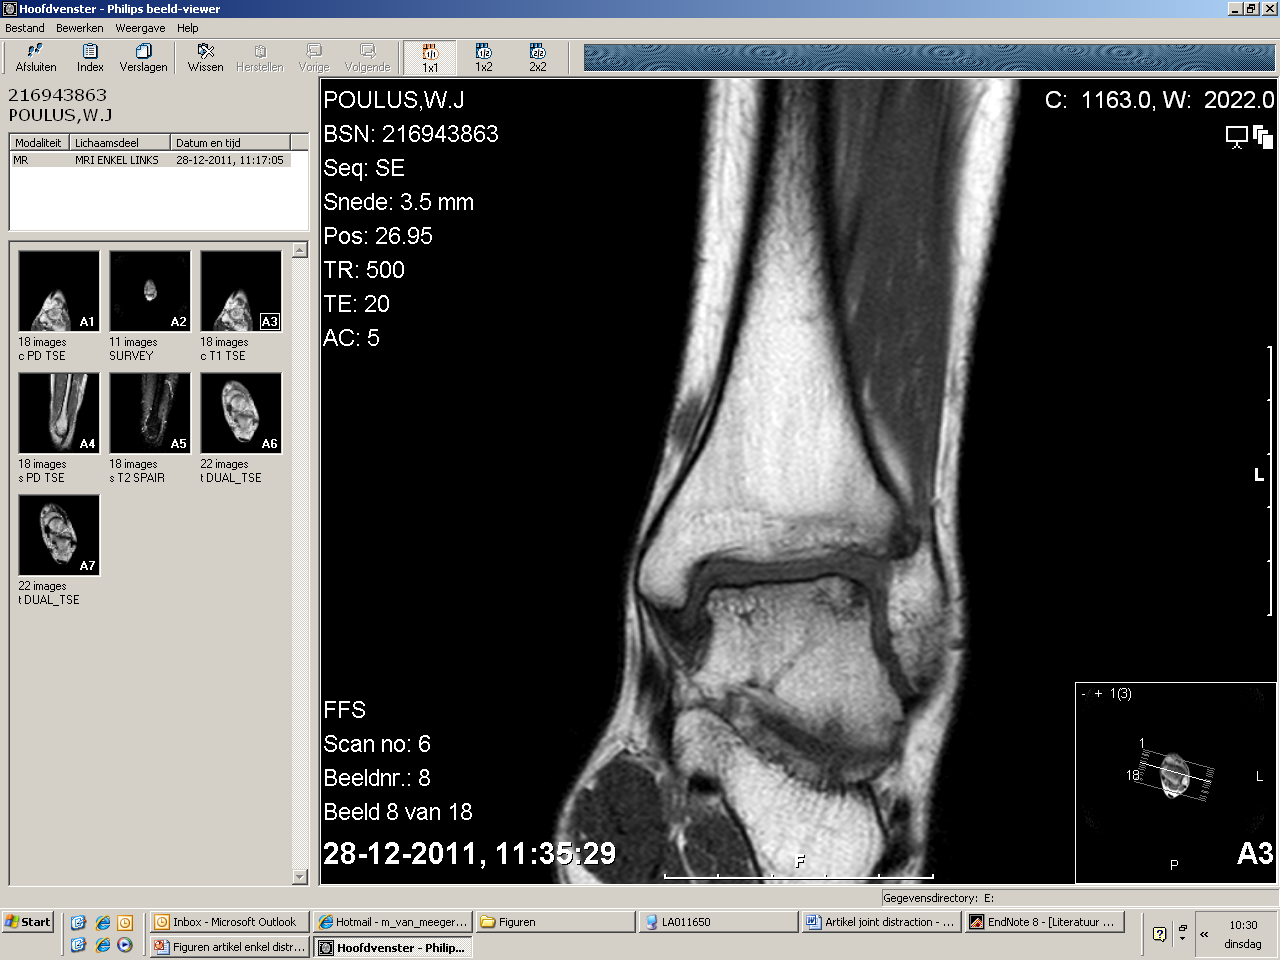 Hoofdvenster - Philips beeld-viewer
Bestand Bewerken Weergave Help
Afsluiten Index Verslagen Wissen Herstellen Vorige Volgende 1x1 1x2 2x2
216943863
POULUS,W.J
Modaliteit Lichaamsdeel Datum en tijd
MR MRI ENKEL LINKS 28-12-2011, 11:17:05
A1 A2 A3
18 images 11 images 18 images
c PD TSE SURVEY c T1 TSE
A4 A5 A6
18 images 18 images 22 images
s PD TSE s T2 SPAIR t DUAL_TSE
A7
22 images
t DUAL_TSE
POULUS,W.J
BSN: 216943863
Seq: SE
Snede: 3.5 mm
Pos: 26.95
TR: 500
TE: 20
AC: 5
C: 1163.0, W: 2022.0
L
FFS
Scan no: 6
Beeldnr.: 8
Beeld 8 van 18
28-12-2011, 11:35:29
F
- + 1(3)
1
18
L
P
A3
Gegevensdirectory: E:
Start Inbox - Microsoft Outlook Hotmail - m_van_meeger... Figuren LA011650 Artikel joint distraction - ... EndNote 8 - [Literatuur ...
Figuren artikel enkel distr... Hoofdvenster - Philip...
10:30
dinsdag